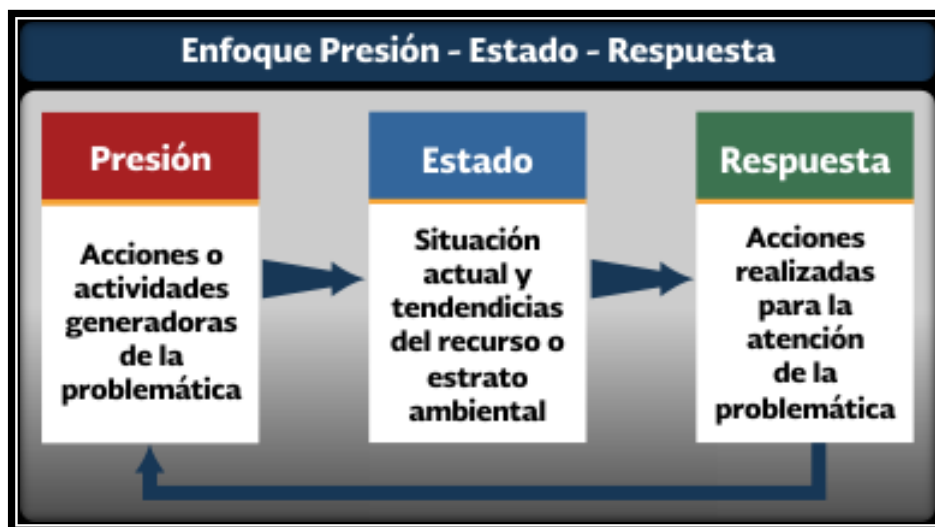 Enfoque Presión - Estado - Respuesta
Presión
Acciones o
actividades
generadoras
de la
problemática
Estado
Situación
actual y
tendendicias
del recurso o
estrato
ambiental
Respuesta
Acciones
realizadas
para la
atención
de la
problemática